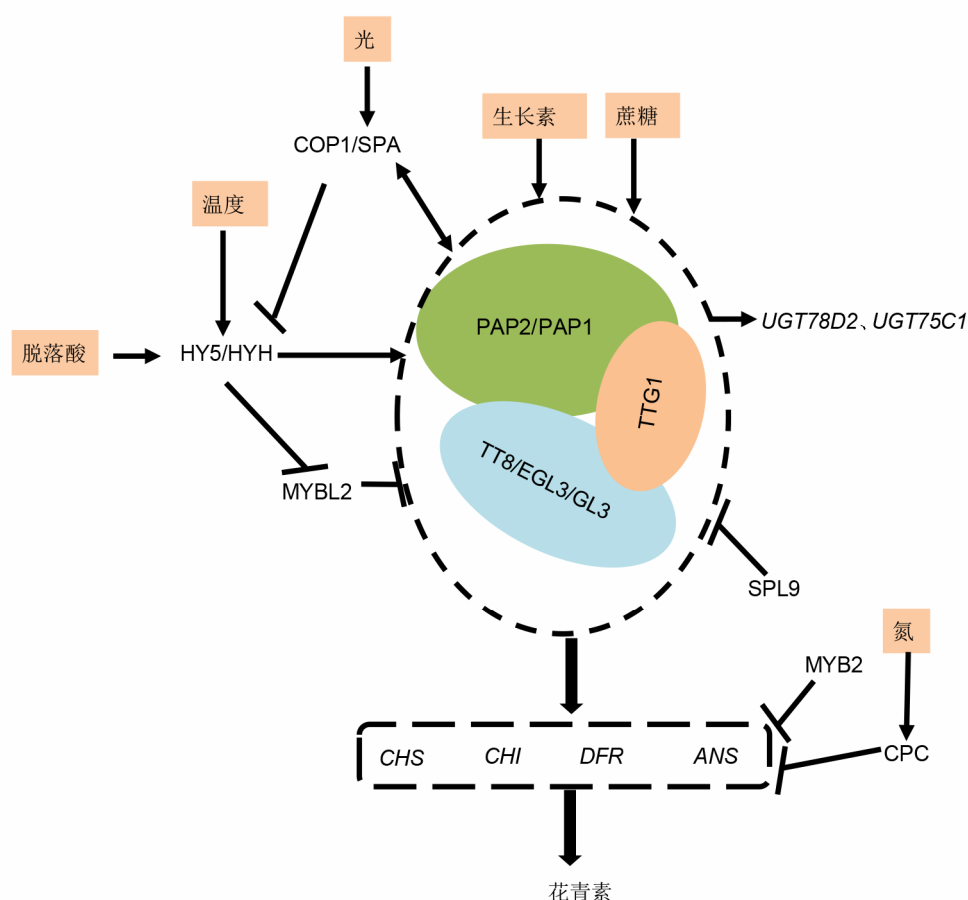 光
生长素
蔗糖
COP1/SPA
温度
PAP2/PAP1
UGT78D2、UGT75C1
脱落酸
HY5/HYH
TTG1
TT8/EGL3/GL3
MYBL2
SPL9
氮
MYB2
CHS CHI DFR ANS
CPC
花青素